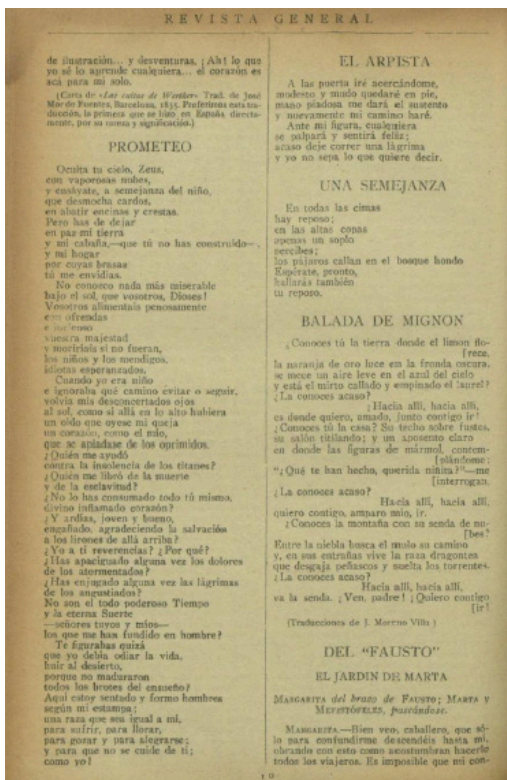 REVISTA GENERAL
de ilustración... y desventuras. ¡Ah! lo que
yo sé lo aprende cualquiera... el corazón es
acá para mi solo.
(Carta de «Las cuitas de Werther» Trad. de José
Mor de Fuentes, Barcelona, 1835. Preferimos esta tra-
ducción, la primera que se hizo en España directa-
mente, por su rareza y significación.)
PROMETEO
Oculta tu cielo, Zeus,
con vaporosas nubes,
y ensáyate, a semejanza del niño,
que desmocha cardos,
en abatir encinas y crestas.
Pero has de dejar
en paz mi tierra
y mi cabaña,—que tú no has construído—,
y mi hogar
por cuyas brasas
tú me envidias.
No conozco nada más miserable
bajo el sol, que vosotros, Dioses!
Vosotros alimentais penosamente
con ofrendas
e incienso
vuestra majestad
y moriríais si no fueran,
los niños y los mendigos,
idiotas esperanzados.
Cuando yo era niño
e ignoraba qué camino evitar o seguir,
volvía mis desconcertados ojos
al sol, como si allá en lo alto hubiera
un oído que oyese mi queja
un corazón, como el mío,
que se apiadase de los oprimidos.
¿Quién me ayudó
contra la insolencia de los titanes?
¿Quién me libró de la muerte
y de la esclavitud?
¿No lo has consumado todo tú mismo,
divino inflamado corazón?
¿Y ardías, joven y bueno,
engañado, agradeciendo la salvación
a los lirones de allá arriba?
¿Yo a ti reverencias? ¿Por qué?
¿Has apaciguado alguna vez los dolores
de los atormentados?
¿Has enjugado alguna vez las lágrimas
de los angustiados?
No son el todo poderoso Tiempo
y la eterna Suerte
—señores tuyos y míos—
los que me han fundido en hombre?
Te figurabas quizá
que yo debía odiar la vida,
huir al desierto,
porque no maduraron
todos los brotes del ensueño?
Aquí estoy sentado y formo hombres
según mi estampa;
una raza que sea igual a mí,
para sufrir, para llorar,
para gozar y para alegrarse;
y para que no se cuide de ti;
como yo!
EL ARPISTA
A las puerta iré acercándome,
modesto y mudo quedaré en pie,
mano piadosa me dará el sustento
y nuevamente mi camino haré.
Ante mi figura, cualquiera
se palpará y sentirá feliz;
acaso deje correr una lágrima
y yo no sepa lo que quiere decir.
UNA SEMEJANZA
En todas las cimas
hay reposo;
en las altas copas
apenas un soplo
percibes;
los pájaros callan en el bosque hondo
Espérate, pronto,
hallarás también
tu reposo.
BALADA DE MIGNON
¿Conoces tú la tierra donde el limon flo-
[rece,
la naranja de oro luce em la fronda oscura,
se mece un aire leve en el azul del cielo
y está el mirto callado y empinado el laurel?
¿La conoces acaso?
¡Hacia allí, hacia allí,
es donde quiero, amado, junto contigo ir!
¿Conoces tú la casa? Su techo sobre fustes,
su salón titilando; y un aposento claro
en donde las figuras de mármol, contem-
[plándome;
"¿Qué te han hecho, querida niñita?"—me
[interrogan.
¿La conoces acaso?
Hacia allí, hacia allí,
quiero contigo, amparo mío, ir.
¿Conoces la montaña con su senda de nu-
[bes?
Entre la niebla busca el mulo su camino
y, en sus entrañas vive la raza dragontea
que desgaja peñascos y suelta los torrentes.
¿La conoces acaso?
Hacia allí, hacia allí,
va la senda. ¡Ven, padre! ¡Quiero contigo
[ir!
(Traducciones de J. Moreno Villa)
DEL "FAUSTO"
EL JARDIN DE MARTA
MARGARITA del brazo de FAUSTO; MARTA y
MEFISTÓFELES, paseándose.
MARGARITA.—Bien veo, caballero, que só-
lo para confundirme descendéis hasta mí,
obrando con esto como acostumbran hacerlo
todos los viajeros. Es imposible que mi con-
10